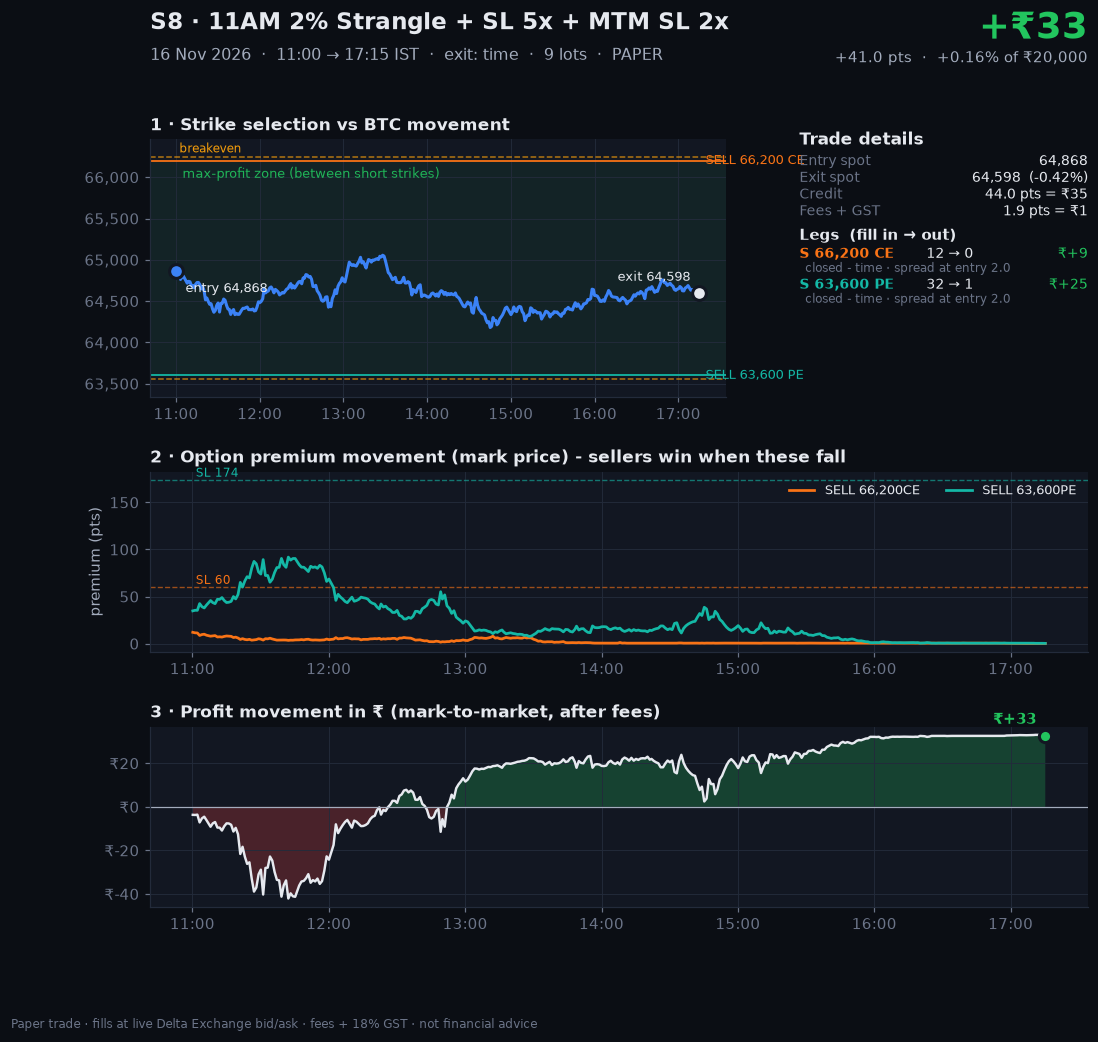 S8 · 11AM 2% Strangle + SL 5x + MTM SL 2x
+₹33
16 Nov 2026 · 11:00 → 17:15 IST · exit: time · 9 lots · PAPER
+41.0 pts · +0.16% of ₹20,000
1 · Strike selection vs BTC movement
breakeven
SELL 66,200 CE
max-profit zone (between short strikes)
entry 64,868
exit 64,598
SELL 63,600 PE
66,000
65,500
65,000
64,500
64,000
63,500
11:00 12:00 13:00 14:00 15:00 16:00 17:00
Trade details
Entry spot 64,868
Exit spot 64,598 (-0.42%)
Credit 44.0 pts = ₹35
Fees + GST 1.9 pts = ₹1
Legs (fill in → out)
S 66,200 CE 12 → 0 ₹+9
closed - time · spread at entry 2.0
S 63,600 PE 32 → 1 ₹+25
closed - time · spread at entry 2.0
2 · Option premium movement (mark price) - sellers win when these fall
SL 174
SELL 66,200CE SELL 63,600PE
SL 60
premium (pts)
150
100
50
0
11:00 12:00 13:00 14:00 15:00 16:00 17:00
3 · Profit movement in ₹ (mark-to-market, after fees)
₹+33
₹20
₹0
₹-20
₹-40
11:00 12:00 13:00 14:00 15:00 16:00 17:00
Paper trade · fills at live Delta Exchange bid/ask · fees + 18% GST · not financial advice